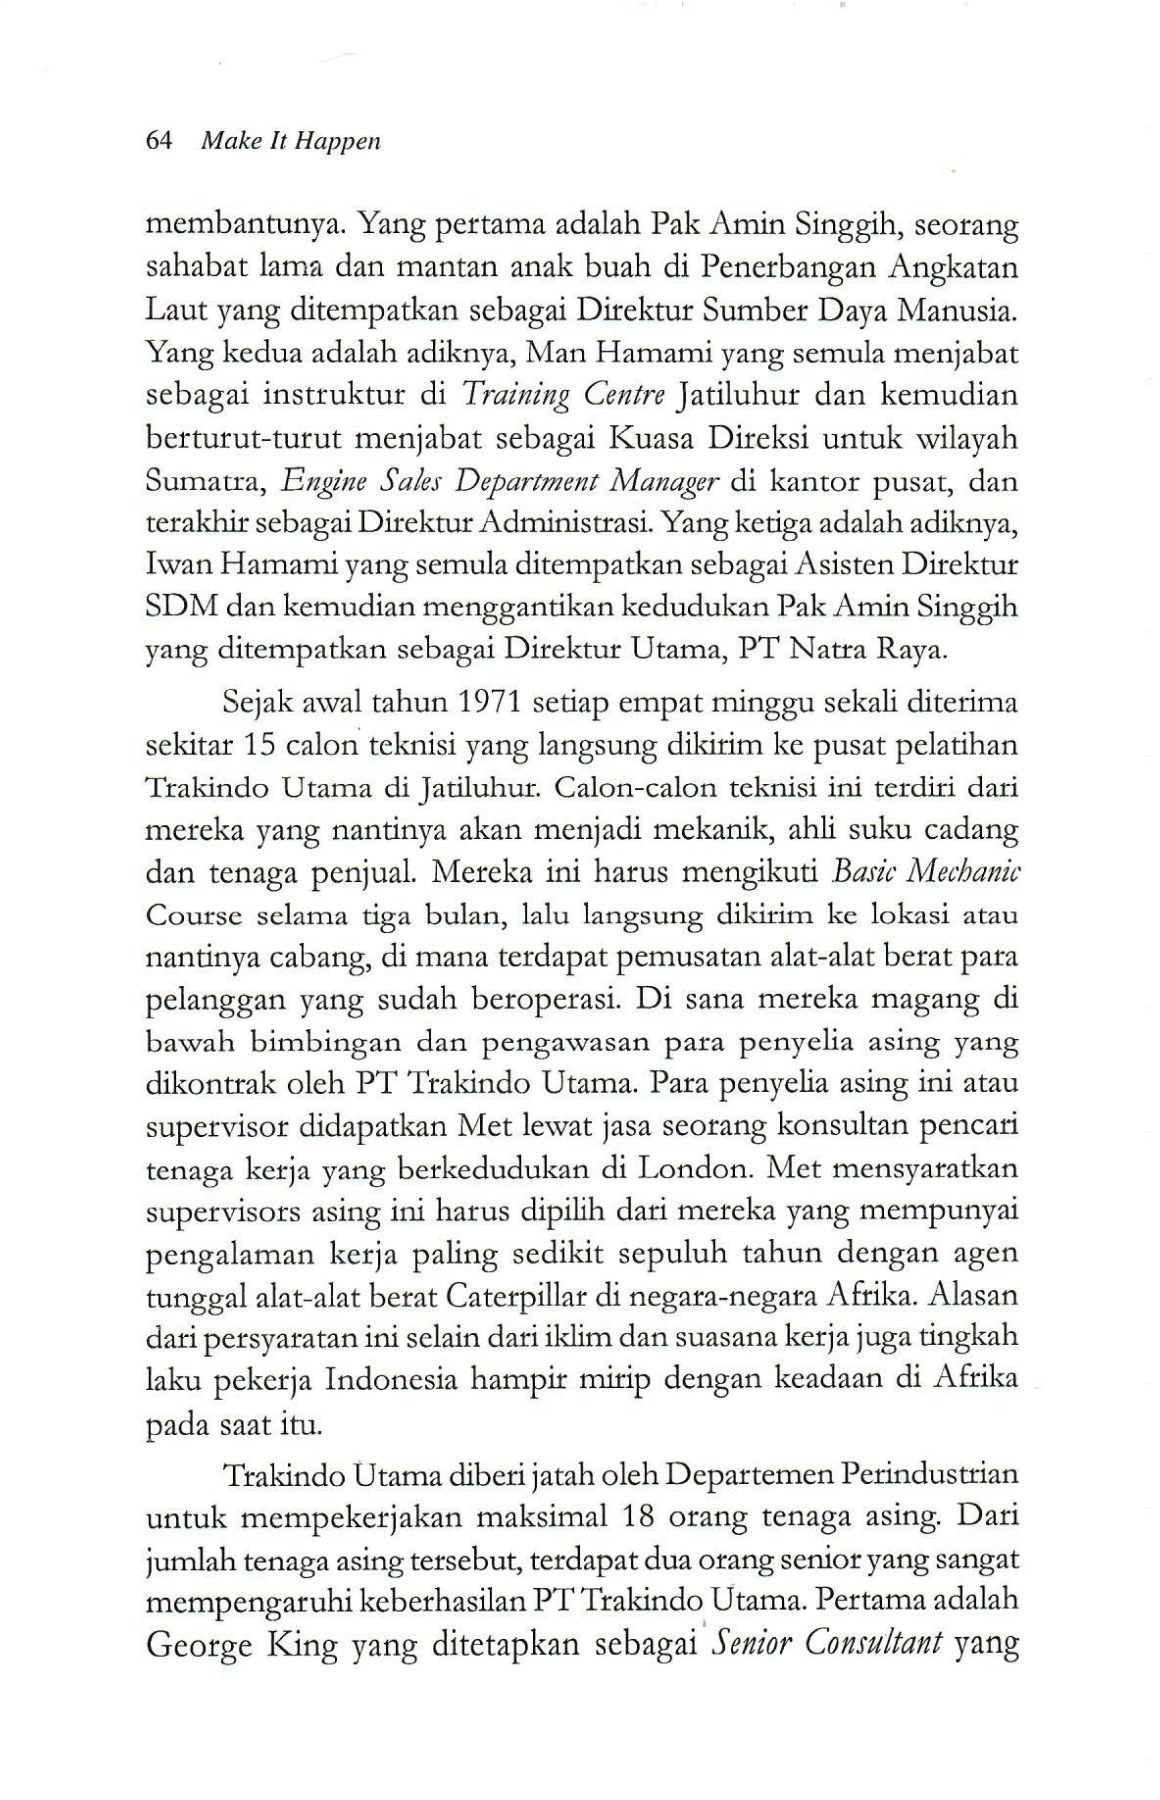 64 Make It Happen
membantunya. Yang pertama adalah Pak Amin Singgih, seorang
sahabat lama dan mantan anak buah di Penerbangan Angkatan
Laut yang ditempatkan sebagai Direktur Sumber Daya Manusia.
Yang kedua adalah adiknya, Man Hamami yang semula menjabat
sebagai instruktur di Training Centre Jatiluhur dan kemudian
berturut-turut menjabat sebagai Kuasa Direksi untuk wilayah
Sumatra, Engine Sales Department Manager di kantor pusat, dan
terakhir sebagai Direktur Administrasi. Yang ketiga adalah adiknya,
Iwan Hamami yang semula ditempatkan sebagai Asisten Direktur
SDM dan kemudian menggantikan kedudukan Pak Amin Singgih
yang ditempatkan sebagai Direktur Utama, PT Natra Raya.
Sejak awal tahun 1971 setiap empat minggu sekali diterima
sekitar 15 calon teknisi yang langsung dikirim ke pusat pelatihan
Trakindo Utama di Jatiluhur. Calon-calon teknisi ini terdiri dari
mereka yang nantinya akan menjadi mekanik, ahli suku cadang
dan tenaga penjual. Mereka ini harus mengikuti Basic Mechanic
Course selama tiga bulan, lalu langsung dikirim ke lokasi atau
nantinya cabang, di mana terdapat pemusatan alat-alat berat para
pelanggan yang sudah beroperasi. Di sana mereka magang di
bawah bimbingan dan pengawasan para penyelia asing yang
dikontrak oleh PT Trakindo Utama. Para penyelia asing ini atau
supervisor didapatkan Met lewat jasa seorang konsultan pencari
tenaga kerja yang berkedudukan di London. Met mensyaratkan
supervisors asing ini harus dipilih dari mereka yang mempunyai
pengalaman kerja paling sedikit sepuluh tahun dengan agen
tunggal alat-alat berat Caterpillar di negara-negara Afrika. Alasan
dari persyaratan ini selain dari iklim dan suasana kerja juga tingkah
laku pekerja Indonesia hampir mirip dengan keadaan di Afrika
pada saat itu.
Trakindo Utama diberi jatah oleh Departemen Perindustrian
untuk mempekerjakan maksimal 18 orang tenaga asing. Dari
jumlah tenaga asing tersebut, terdapat dua orang senior yang sangat
mempengaruhi keberhasilan PT Trakindo Utama. Pertama adalah
George King yang ditetapkan sebagai Senior Consultant yang